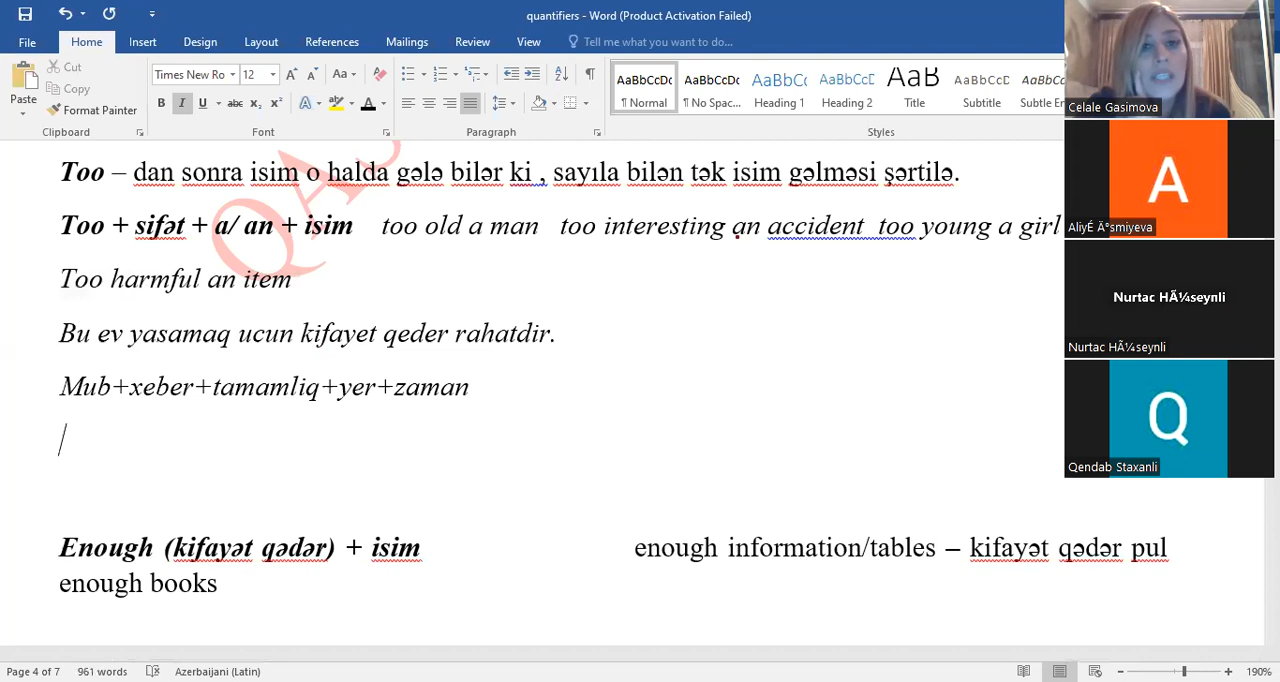 quantifiers - Word (Product Activation Failed)
File Home Insert Design Layout References Mailings Review View Tell me what you want to do...
Paste
Cut
Copy
Format Painter
Clipboard
Times New Ro 12
Font
Paragraph
AaBbCcDc AaBbCcDc AaBbCc AaBbCcE AaB AaBbCcD AaBbCcD
¶ Normal ¶ No Spac... Heading 1 Heading 2 Title Subtitle Subtle Em
Styles
Too – dan sonra isim o halda gələ bilər ki , sayıla bilən tək isim gəlməsi şərtilə.
Too + sifət + a/ an + isim too old a man too interesting an accident too young a girl
Too harmful an item
Bu ev yasamaq ucun kifayet qeder rahatdir.
Mub+xeber+tamamliq+yer+zaman
Enough (kifayət qədər) + isim enough information/tables – kifayət qədər pul
enough books
Celale Gasimova
A
AliyÉ Ä°smiyeva
Nurtac HÃ¼seynli
Nurtac HÃ¼seynli
Q
Qendab Staxanli
Page 4 of 7 961 words Azerbaijani (Latin) 190%